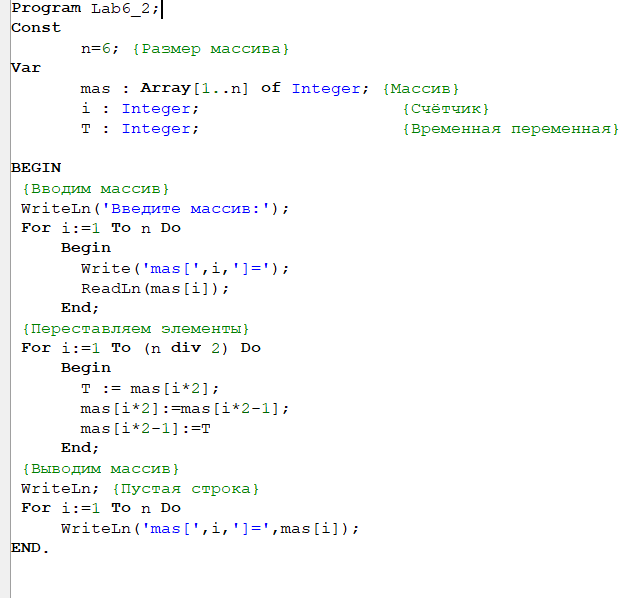 Program Lab6_2;
Const
n=6; {Размер массива}
Var
mas : Array[1..n] of Integer; {Массив}
i : Integer; {Счётчик}
T : Integer; {Временная переменная}
BEGIN
{Вводим массив}
WriteLn('Введите массив:');
For i:=1 To n Do
Begin
Write('mas[',i,']=');
ReadLn(mas[i]);
End;
{Переставляем элементы}
For i:=1 To (n div 2) Do
Begin
T := mas[i*2];
mas[i*2]:=mas[i*2-1];
mas[i*2-1]:=T
End;
{Выводим массив}
WriteLn; {Пустая строка}
For i:=1 To n Do
WriteLn('mas[',i,']=',mas[i]);
END.